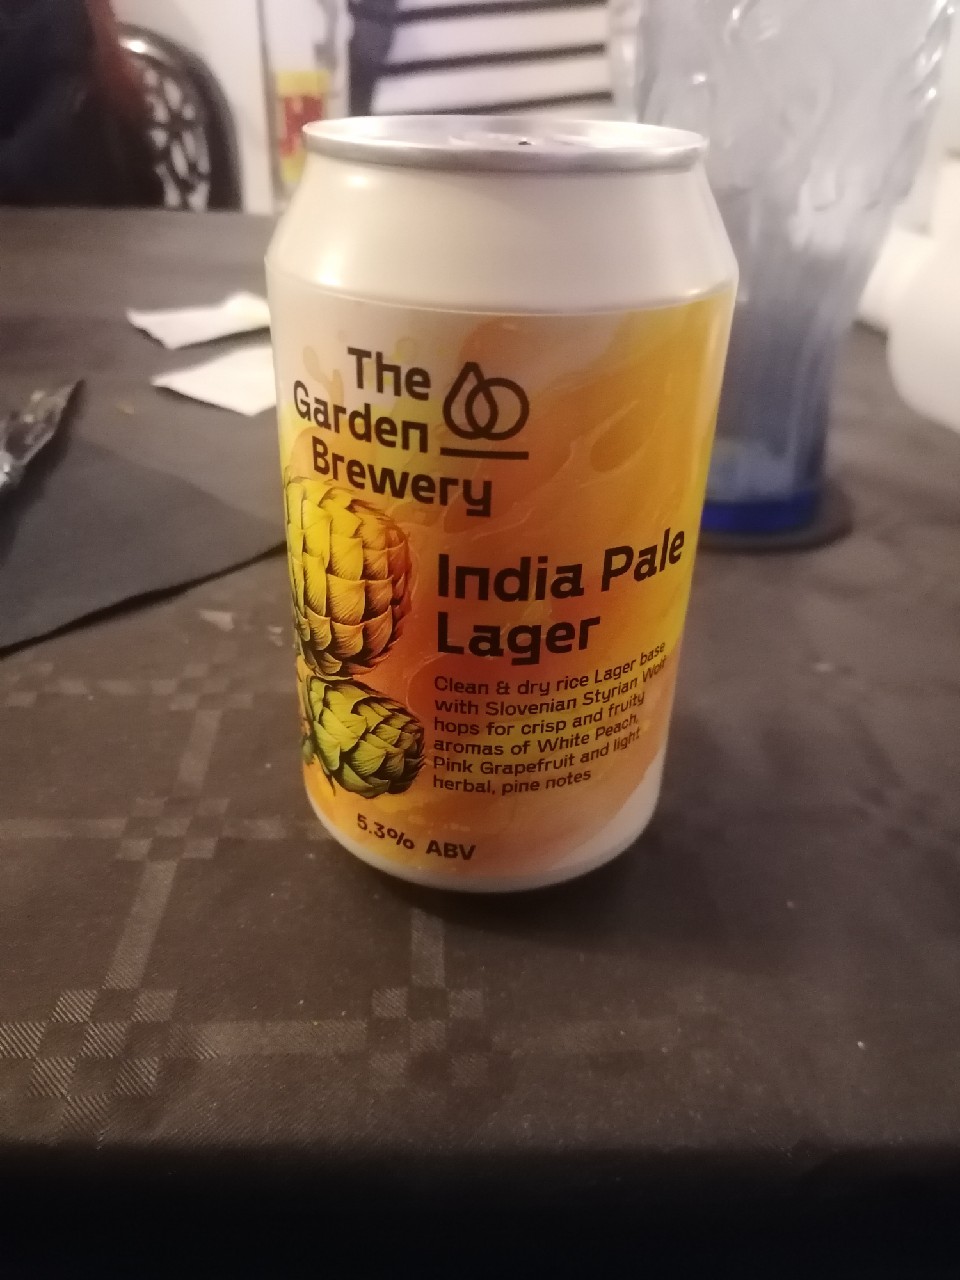 The
Garden
Brewery
India Pale
Lager
Clean & dry rice Lager base
with Slovenian Styrian Wolf
hops for crisp and fruity
aromas of White Peach,
Pink Grapefruit and light
herbal, pine notes
5.3% ABV